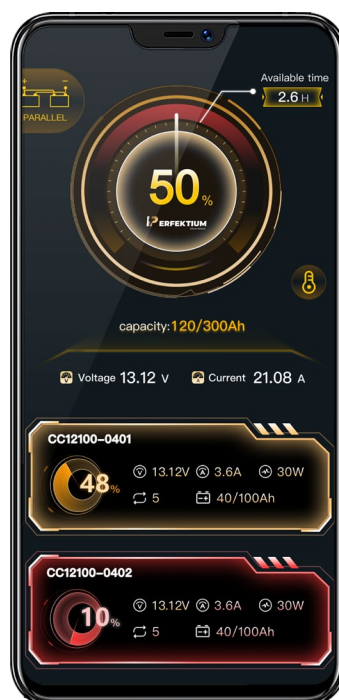 Available time
2.6 H
+ -
PARALLEL
50%
PERFEKTIUM
capacity:120/300Ah
Voltage 13.12 V Current 21.08 A
CC12100-0401
48%
13.12V 3.6A 30W
5 40/100Ah
CC12100-0402
10%
13.12V 3.6A 30W
5 40/100Ah